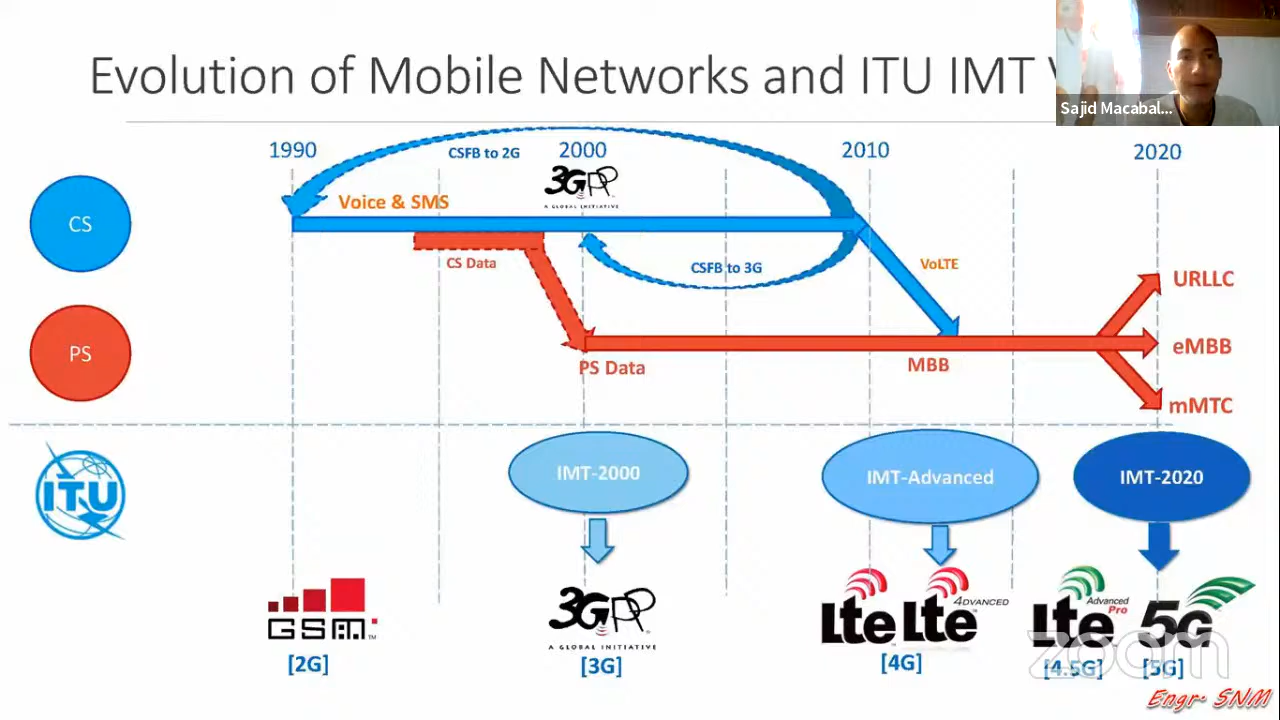 Evolution of Mobile Networks and ITU IMT
Sajid Macabal...
1990
CSFB to 2G
2000
2010
2020
3GPP
A GLOBAL INITIATIVE
Voice & SMS
CS
CS Data
CSFB to 3G
VoLTE
URLLC
PS
PS Data
MBB
eMBB
mMTC
ITU
IMT-2000
IMT-Advanced
IMT-2020
GSM™
3GPP
A GLOBAL INITIATIVE
lte
lte 4DVANCED
lte Advanced Pro
5G
[2G]
[3G]
[4G]
[4.5G]
[5G]
zoom
Engr. SNM